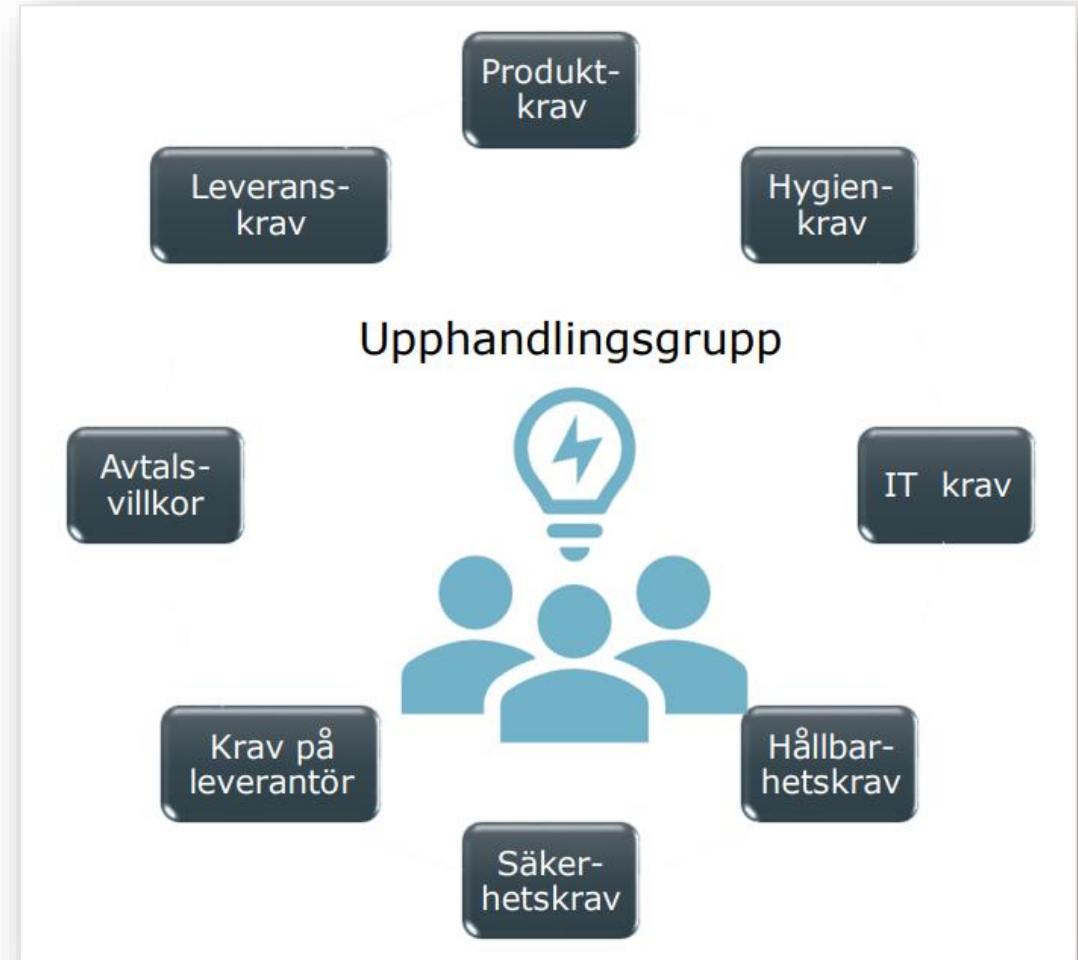 Produkt-
krav
Leverans-
krav
Hygien-
krav
Upphandlingsgrupp
Avtals-
villkor
IT krav
Krav på
leverantör
Hållbar-
hetskrav
Säker-
hetskrav